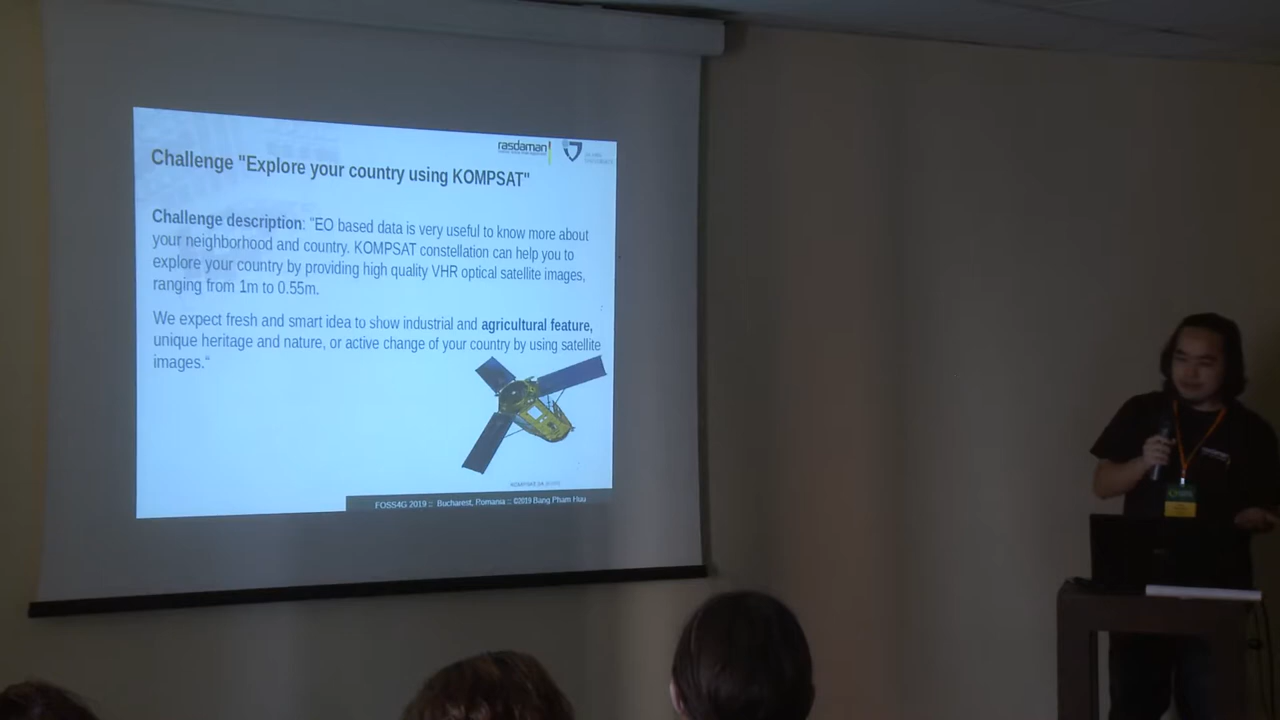 rasdaman
Challenge "Explore your country using KOMPSAT"
Challenge description: "EO based data is very useful to know more about
your neighborhood and country. KOMPSAT constellation can help you to
explore your country by providing high quality VHR optical satellite images,
ranging from 1m to 0.55m.
We expect fresh and smart idea to show industrial and agricultural feature,
unique heritage and nature, or active change of your country by using satellite
images.“
FOSS4G 2019 :: Bucharest, Romania :: ©2019 Bang Pham Huu